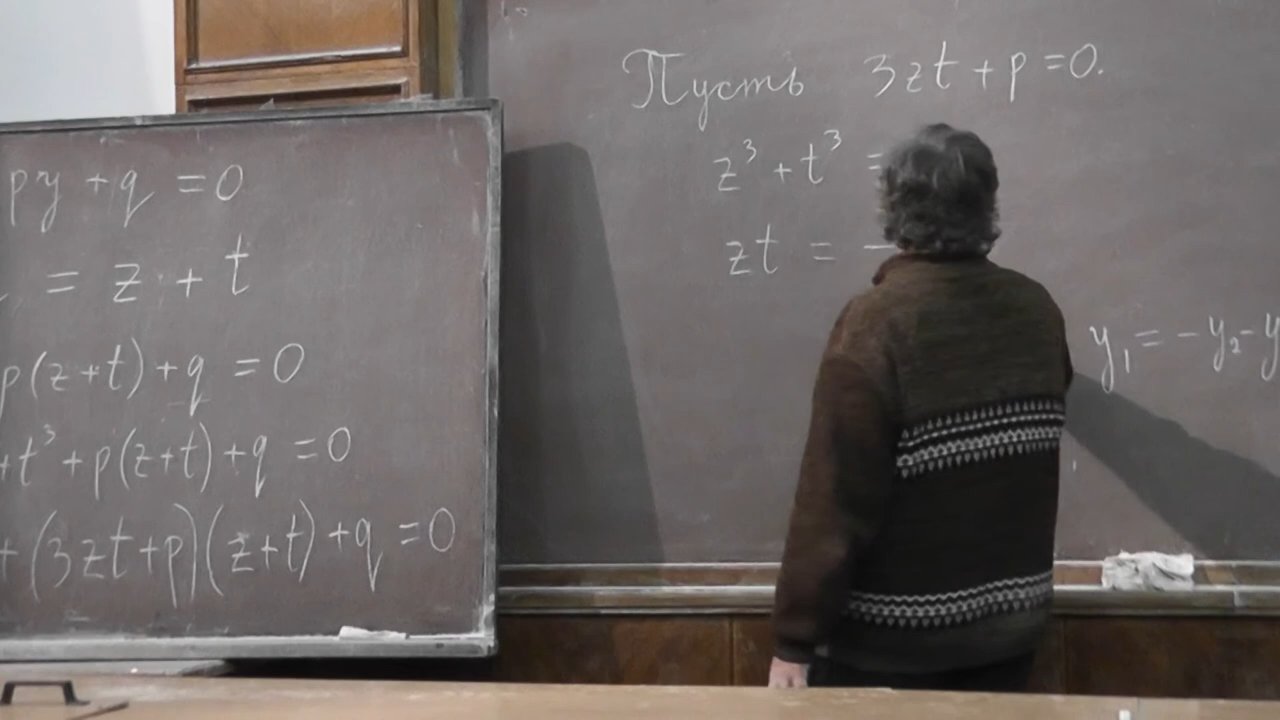 py + q = 0
= z + t
p(z+t) + q = 0
+t³ + p(z+t) + q = 0
+ (3zt+p)(z+t) + q = 0
Пусть 3zt + p = 0.
z³ + t³ =
zt = −
y₁ = −y₂ − y